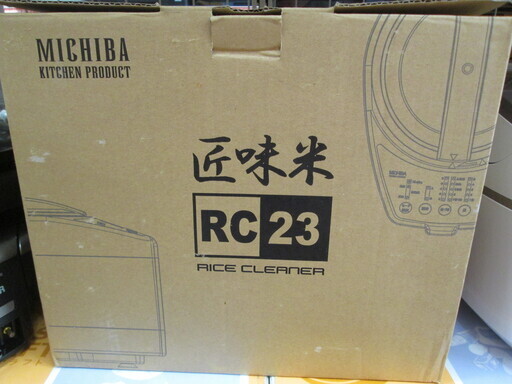 MICHIBA
KITCHEN PRODUCT
匠味米
RC 23
RICE CLEANER